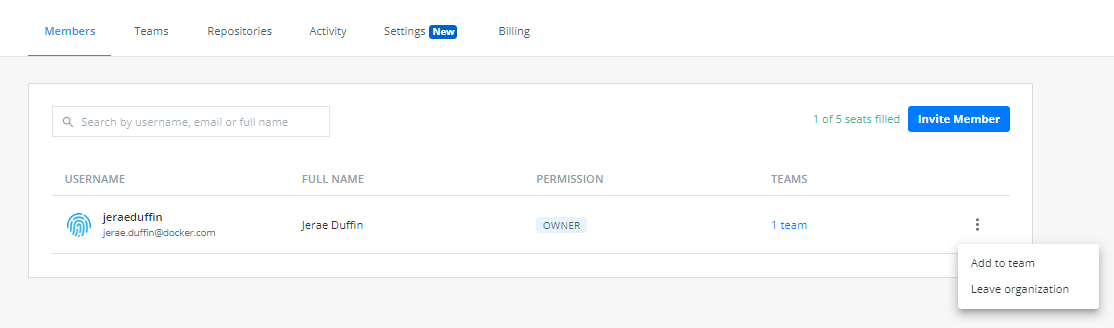 Members Teams Repositories Activity Settings New Billing
Search by username, email or full name 1 of 5 seats filled Invite Member
USERNAME FULL NAME PERMISSION TEAMS
jeraeduffin
jerae.duffin@docker.com Jerae Duffin OWNER 1 team
Add to team
Leave organization